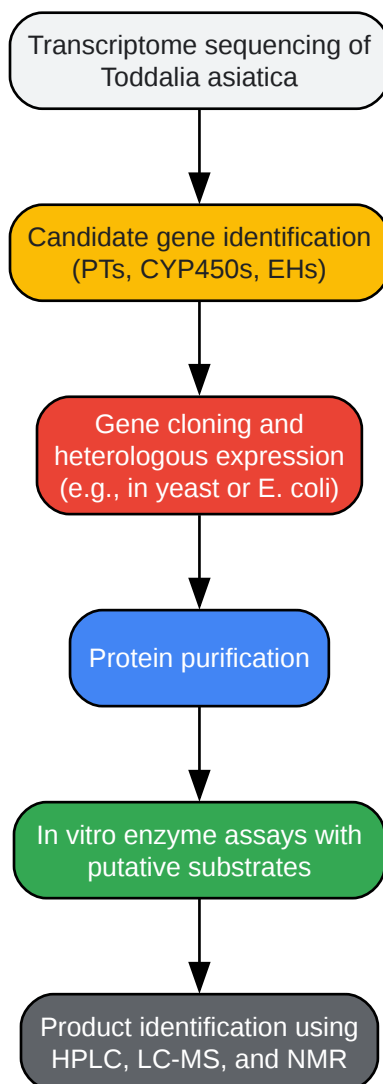 Transcriptome sequencing of
Toddalia asiatica
Candidate gene identification
(PTs, CYP450s, EHs)
Gene cloning and
heterologous expression
(e.g., in yeast or E. coli)
Protein purification
In vitro enzyme assays with
putative substrates
Product identification using
HPLC, LC-MS, and NMR